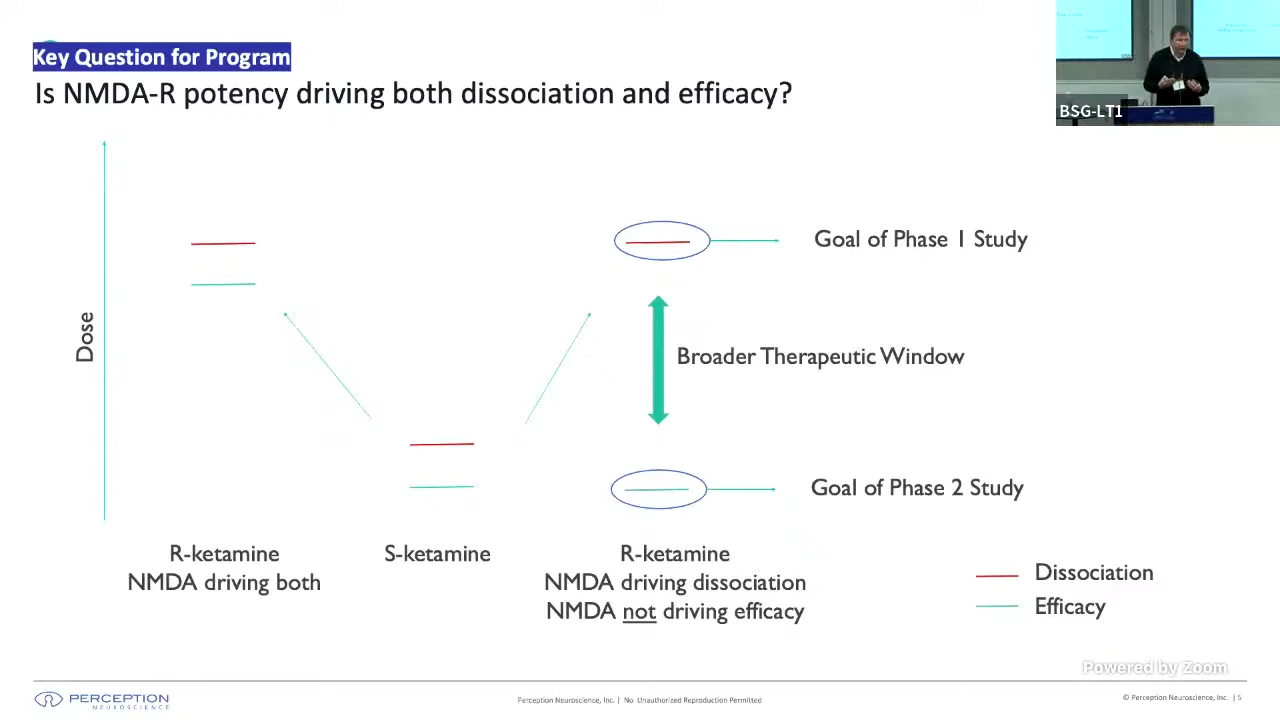 Key Question for Program
Is NMDA-R potency driving both dissociation and efficacy?
BSG-LT1
Goal of Phase 1 Study
Dose
Broader Therapeutic Window
Goal of Phase 2 Study
R-ketamine
NMDA driving both
S-ketamine
R-ketamine
NMDA driving dissociation
NMDA not driving efficacy
Dissociation
Efficacy
Powered by Zoom
PERCEPTION
NEUROSCIENCE
Perception Neuroscience, Inc. | No Unauthorized Reproduction Permitted
© Perception Neuroscience, Inc. | 5